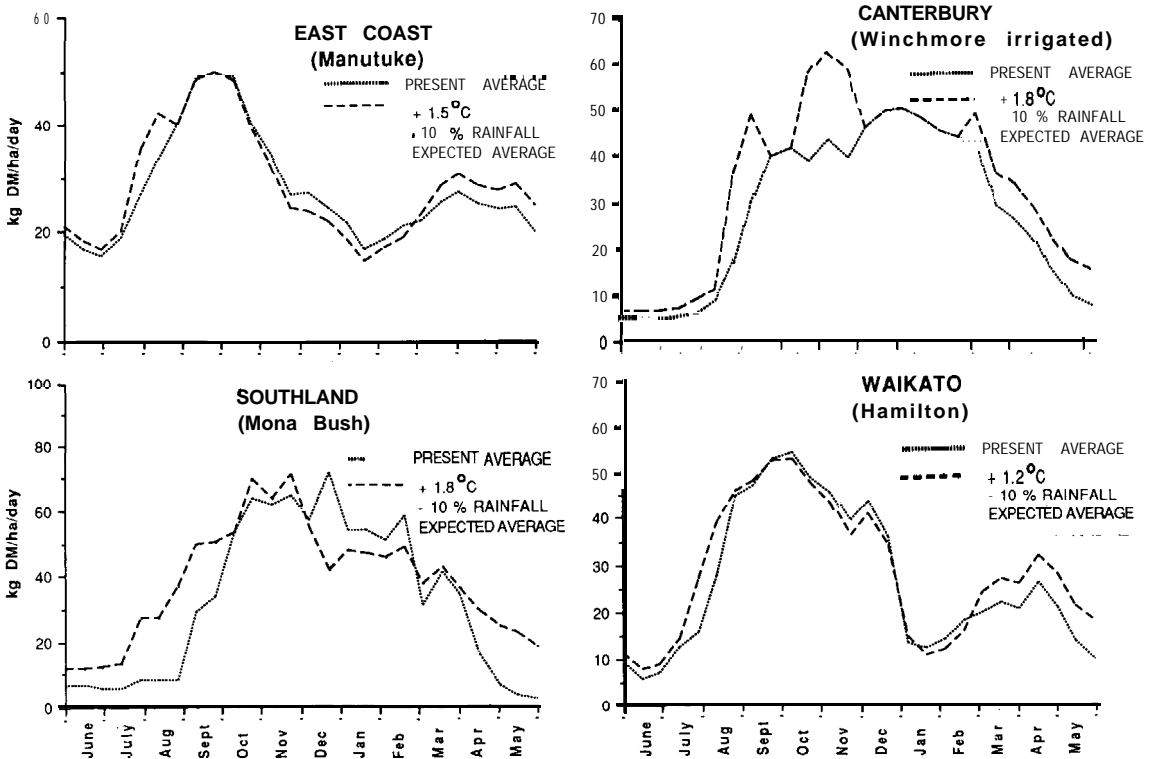 EAST COAST
(Manutuke)
PRESENT AVERAGE
+ 1.5°C
- 10 % RAINFALL
EXPECTED AVERAGE
60
40
20
0
kg DM/ha/day
CANTERBURY
(Winchmore irrigated)
PRESENT AVERAGE
+ 1.8°C
10 % RAINFALL
EXPECTED AVERAGE
70
60
50
40
30
20
10
0
SOUTHLAND
(Mona Bush)
PRESENT AVERAGE
+ 1.8°C
- 10 % RAINFALL
EXPECTED AVERAGE
100
80
60
40
20
0
kg DM/ha/day
June July Aug Sept Oct Nov Dec Jan Feb Mar Apr May
WAIKATO
(Hamilton)
PRESENT AVERAGE
+ 1.2°C
- 10 % RAINFALL
EXPECTED AVERAGE
70
60
50
40
30
20
10
0
June July Aug Sept Oct Nov Dec Jan Feb Mar Apr May